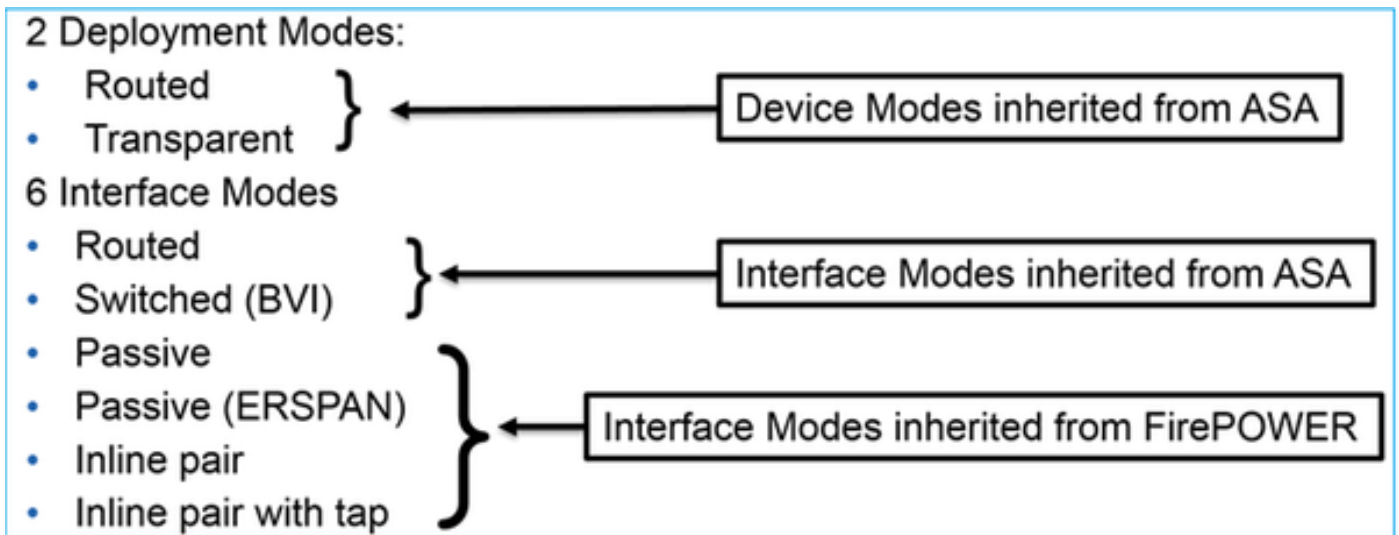 2 Deployment Modes:
• Routed
• Transparent
Device Modes inherited from ASA
6 Interface Modes
• Routed
• Switched (BVI)
Interface Modes inherited from ASA
• Passive
• Passive (ERSPAN)
• Inline pair
• Inline pair with tap
Interface Modes inherited from FirePOWER